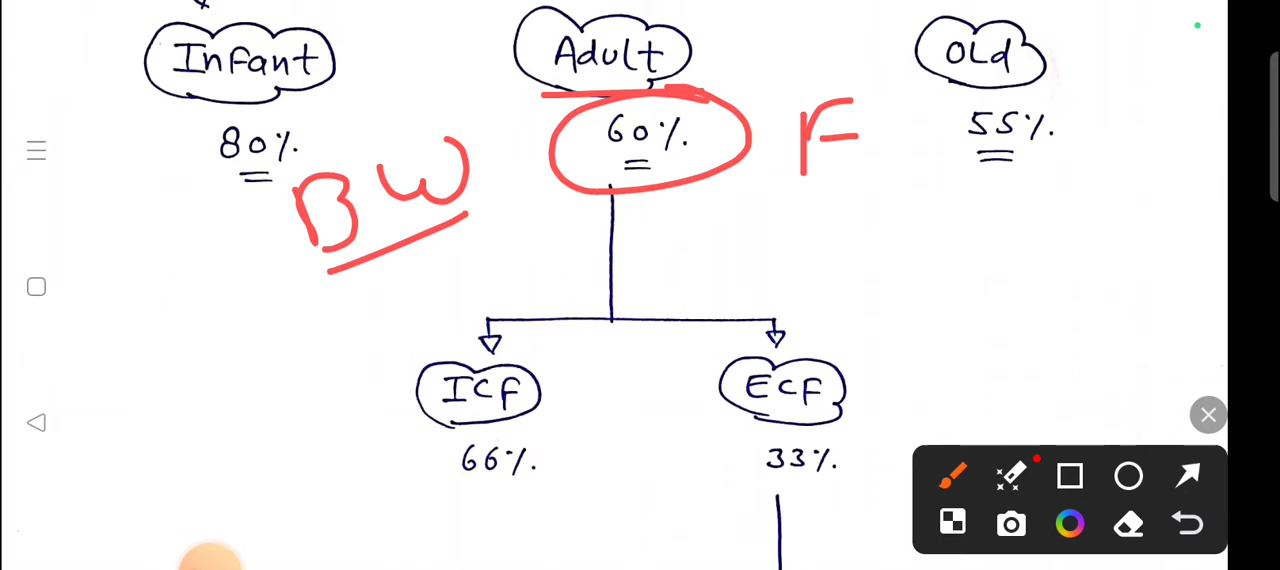 Infant Adult OLd
80%. 60%. F 55%.
BW
ICF ECF
66%. 33%.